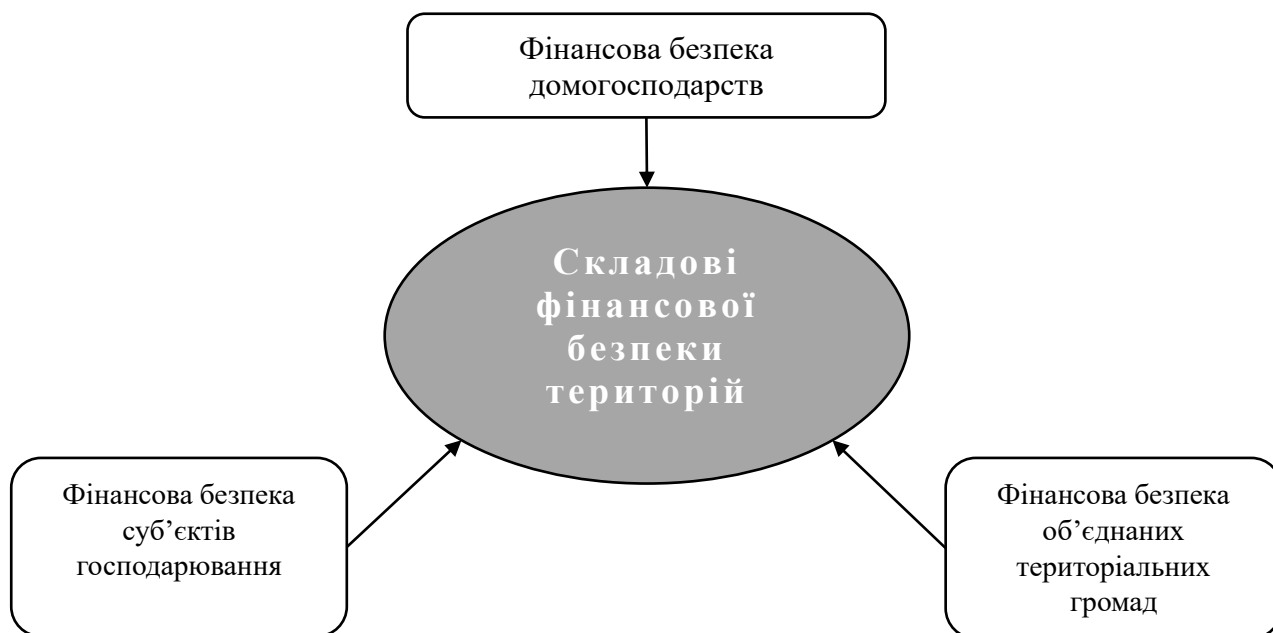 Фінансова безпека
домогосподарств
Складові
фінансової
безпеки
територій
Фінансова безпека
суб’єктів
господарювання
Фінансова безпека
об’єднаних
територіальних
громад